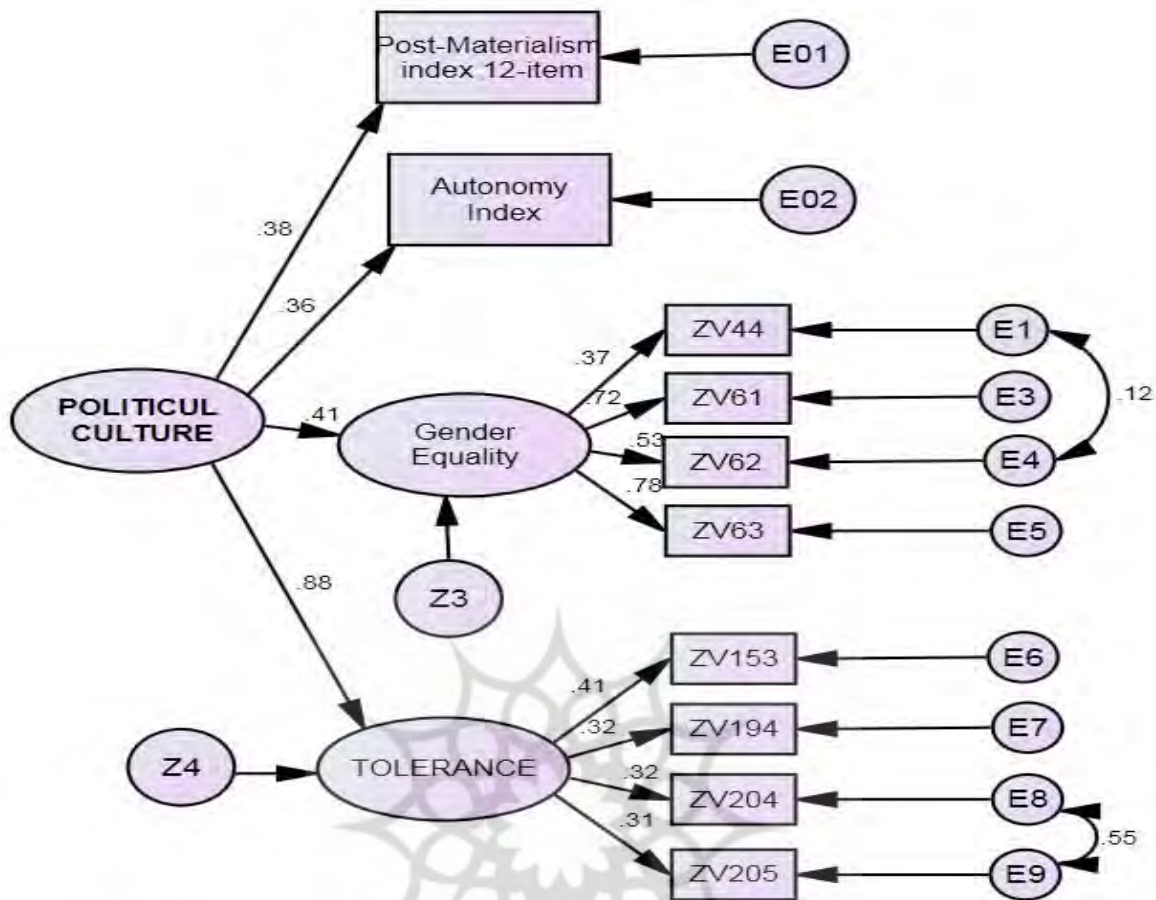 Post-Materialism
index 12-item
E01
Autonomy
Index
E02
.38
.36
POLITICUL
CULTURE
.41
Gender
Equality
.37
.72
.53
.78
ZV44
ZV61
ZV62
ZV63
E1
E3
E4
E5
.12
Z3
.88
Z4
TOLERANCE
.41
.32
.32
.31
ZV153
ZV194
ZV204
ZV205
E6
E7
E8
E9
.55